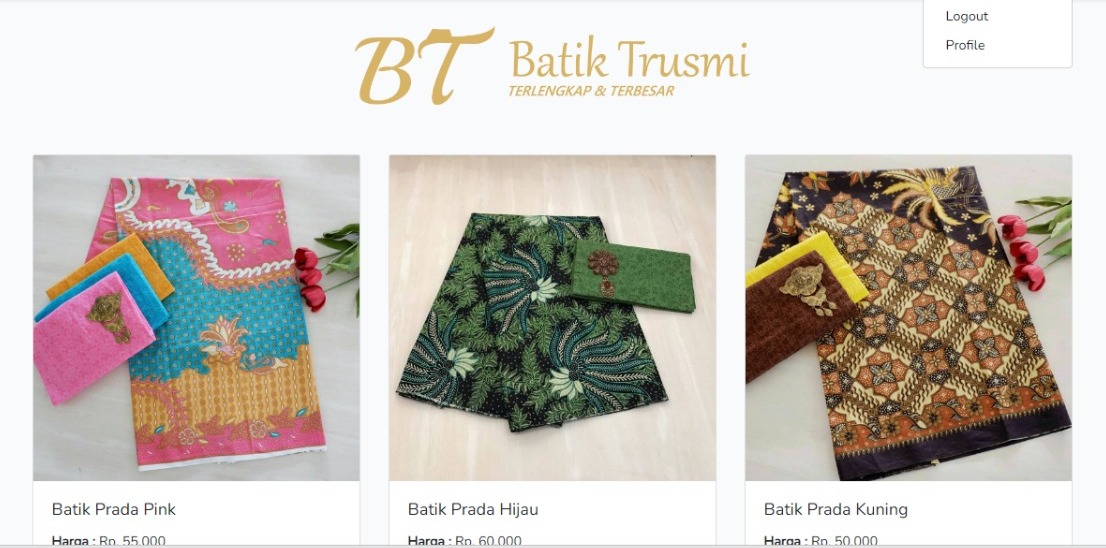 Logout
Profile
BT Batik Trusmi
TERLENGKAP & TERBESAR
Batik Prada Pink
Batik Prada Hijau
Batik Prada Kuning
Harga : Rp. 55.000
Harga : Rp. 60.000
Harga : Rp. 50.000